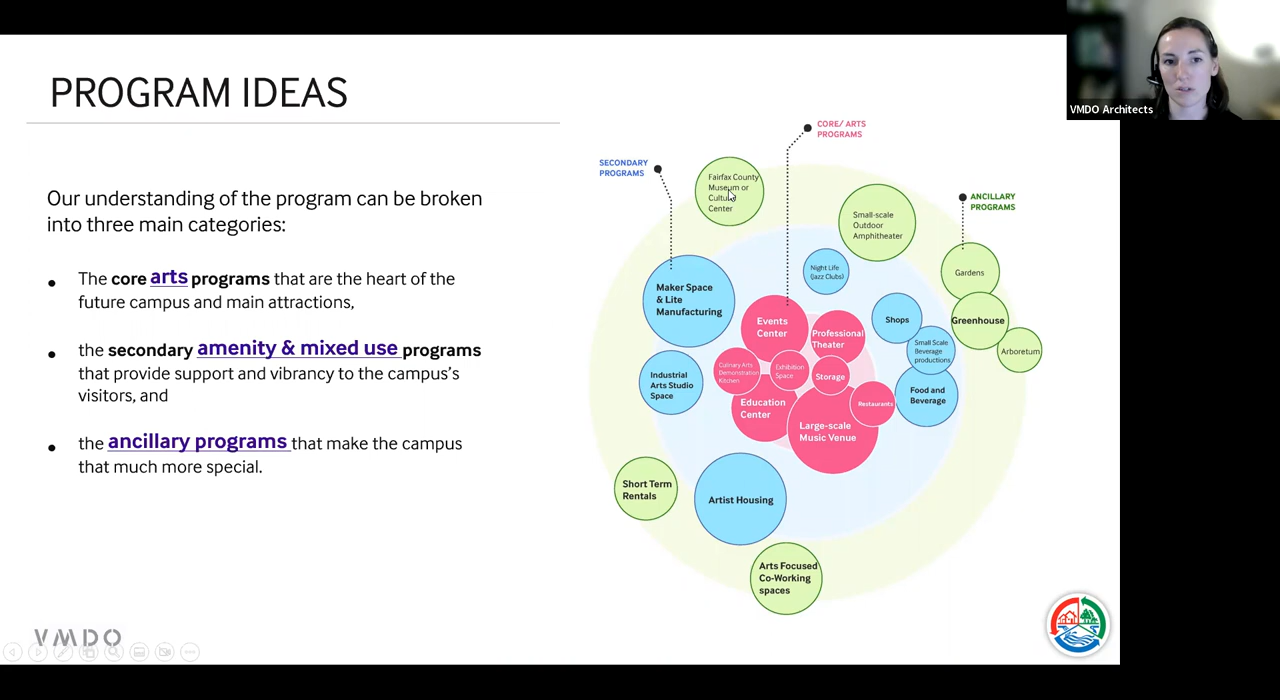 PROGRAM IDEAS
Our understanding of the program can be broken
into three main categories:
• The core arts programs that are the heart of the
future campus and main attractions,
• the secondary amenity & mixed use programs
that provide support and vibrancy to the campus's
visitors, and
• the ancillary programs that make the campus
that much more special.
VMDO
CORE/ ARTS
PROGRAMS
SECONDARY
PROGRAMS
ANCILLARY
PROGRAMS
Fairfax County
Museum or
Center
Small-scale
Outdoor
Amphitheater
Night Life
(Jazz Clubs)
Gardens
Maker Space
& Lite
Manufacturing
Events
Center
Professional
Theater
Shops
Greenhouse
Small Scale
Beverage
productions
Arboretum
Industrial
Arts Studio
Space
Culinary Arts
Demonstration
Kitchen
Exhibition
Space
Storage
Food and
Beverage
Education
Center
Restaurants
Large-scale
Music Venue
Short Term
Rentals
Artist Housing
Arts Focused
Co-Working
spaces
VMDO Architects